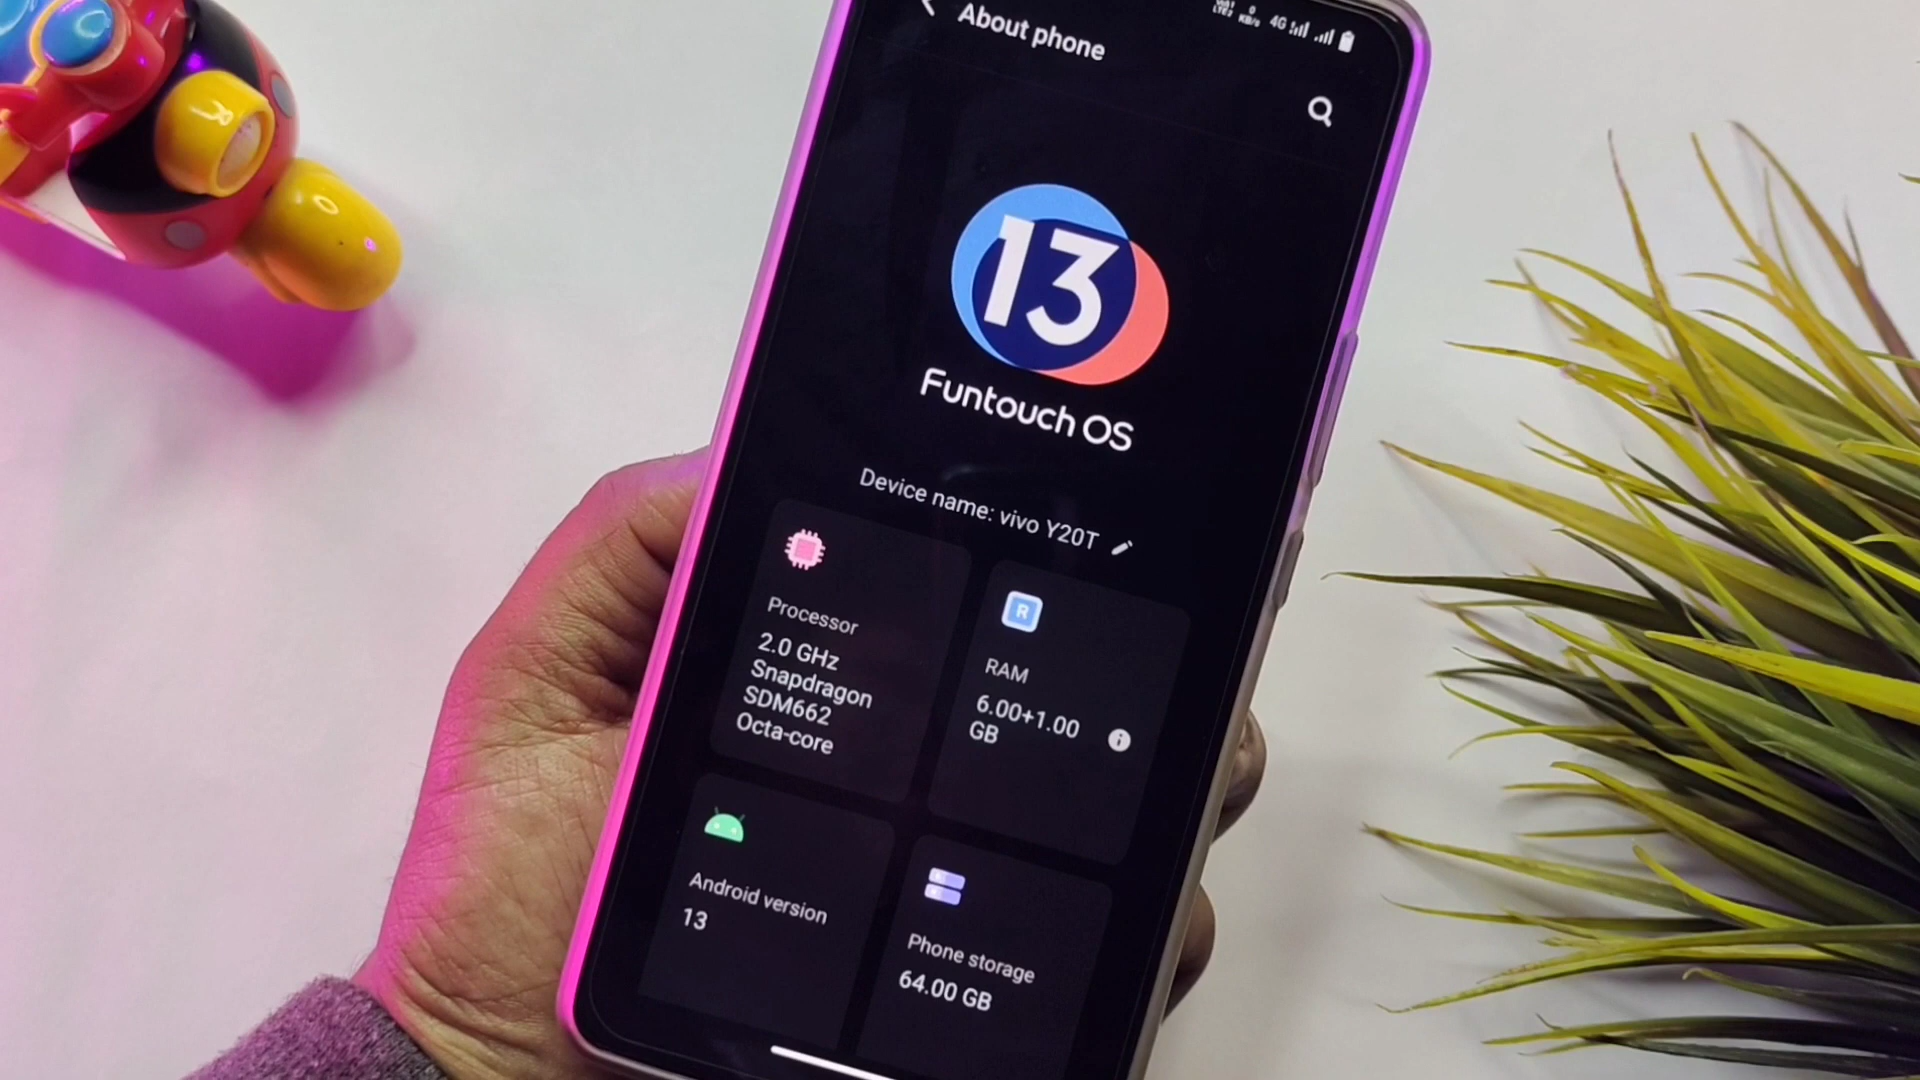 About phone
4G
13
Funtouch OS
Device name: vivo Y20T
Processor
2.0 GHz
Snapdragon
SDM662
Octa-core
R
RAM
6.00+1.00
GB
Android version
13
Phone storage
64.00 GB